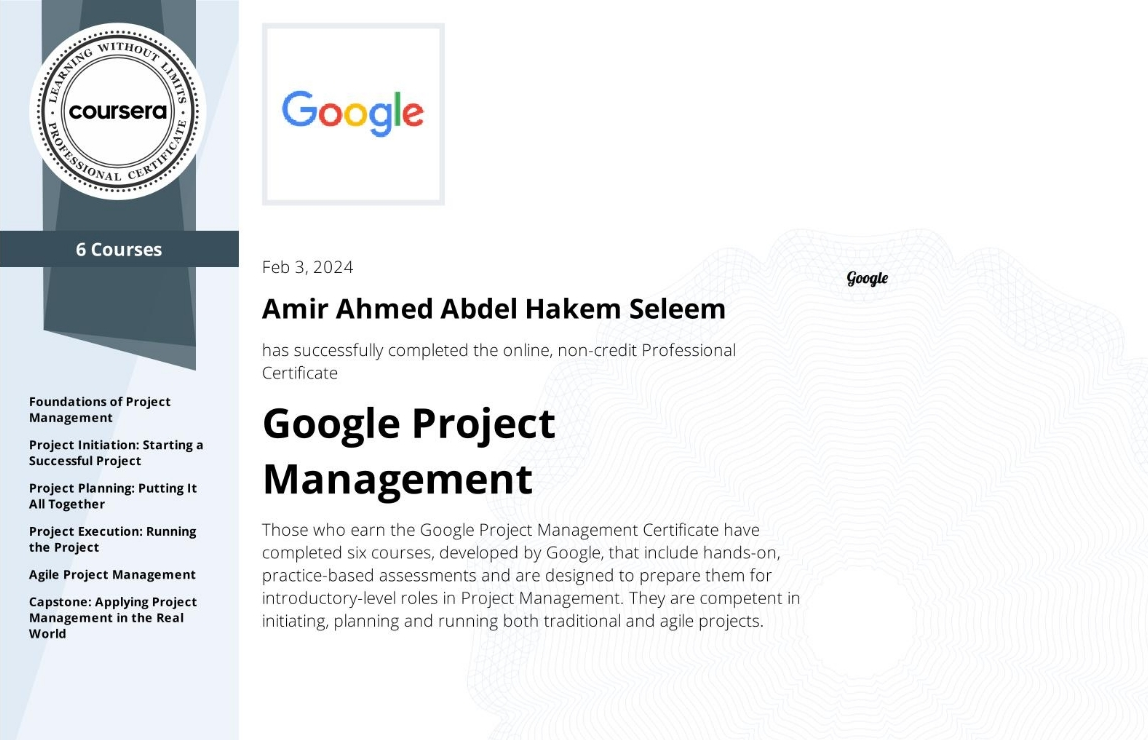 LEARNING WITHOUT LIMITS
coursera
PROFESSIONAL CERTIFICATE
6 Courses
Foundations of Project
Management
Project Initiation: Starting a
Successful Project
Project Planning: Putting It
All Together
Project Execution: Running
the Project
Agile Project Management
Capstone: Applying Project
Management in the Real
World
Google
Feb 3, 2024
Google
Amir Ahmed Abdel Hakem Seleem
has successfully completed the online, non-credit Professional
Certificate
Google Project
Management
Those who earn the Google Project Management Certificate have
completed six courses, developed by Google, that include hands-on,
practice-based assessments and are designed to prepare them for
introductory-level roles in Project Management. They are competent in
initiating, planning and running both traditional and agile projects.